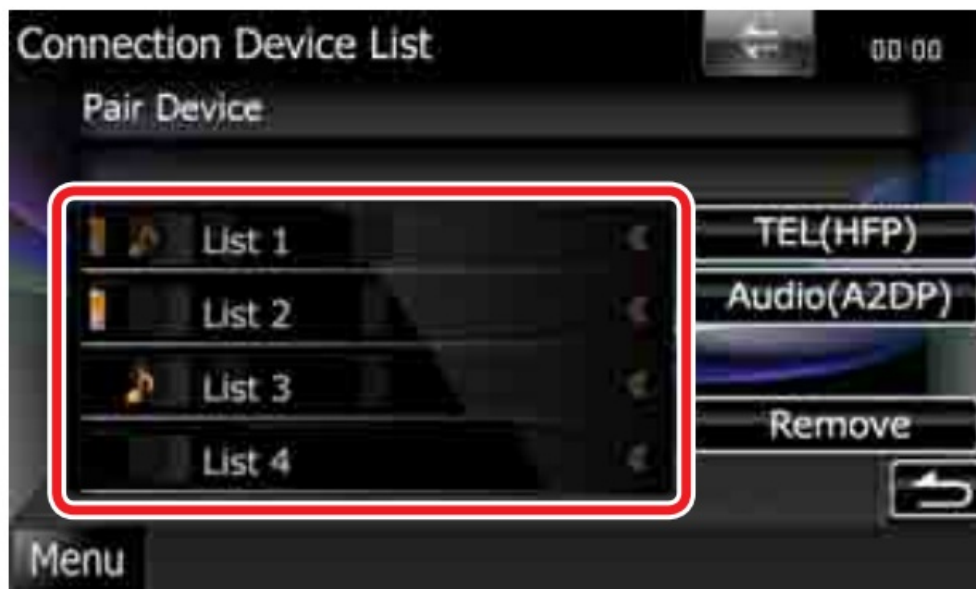 Connection Device List
00:00
Pair Device
List 1
List 2
List 3
List 4
TEL(HFP)
Audio(A2DP)
Remove
Menu